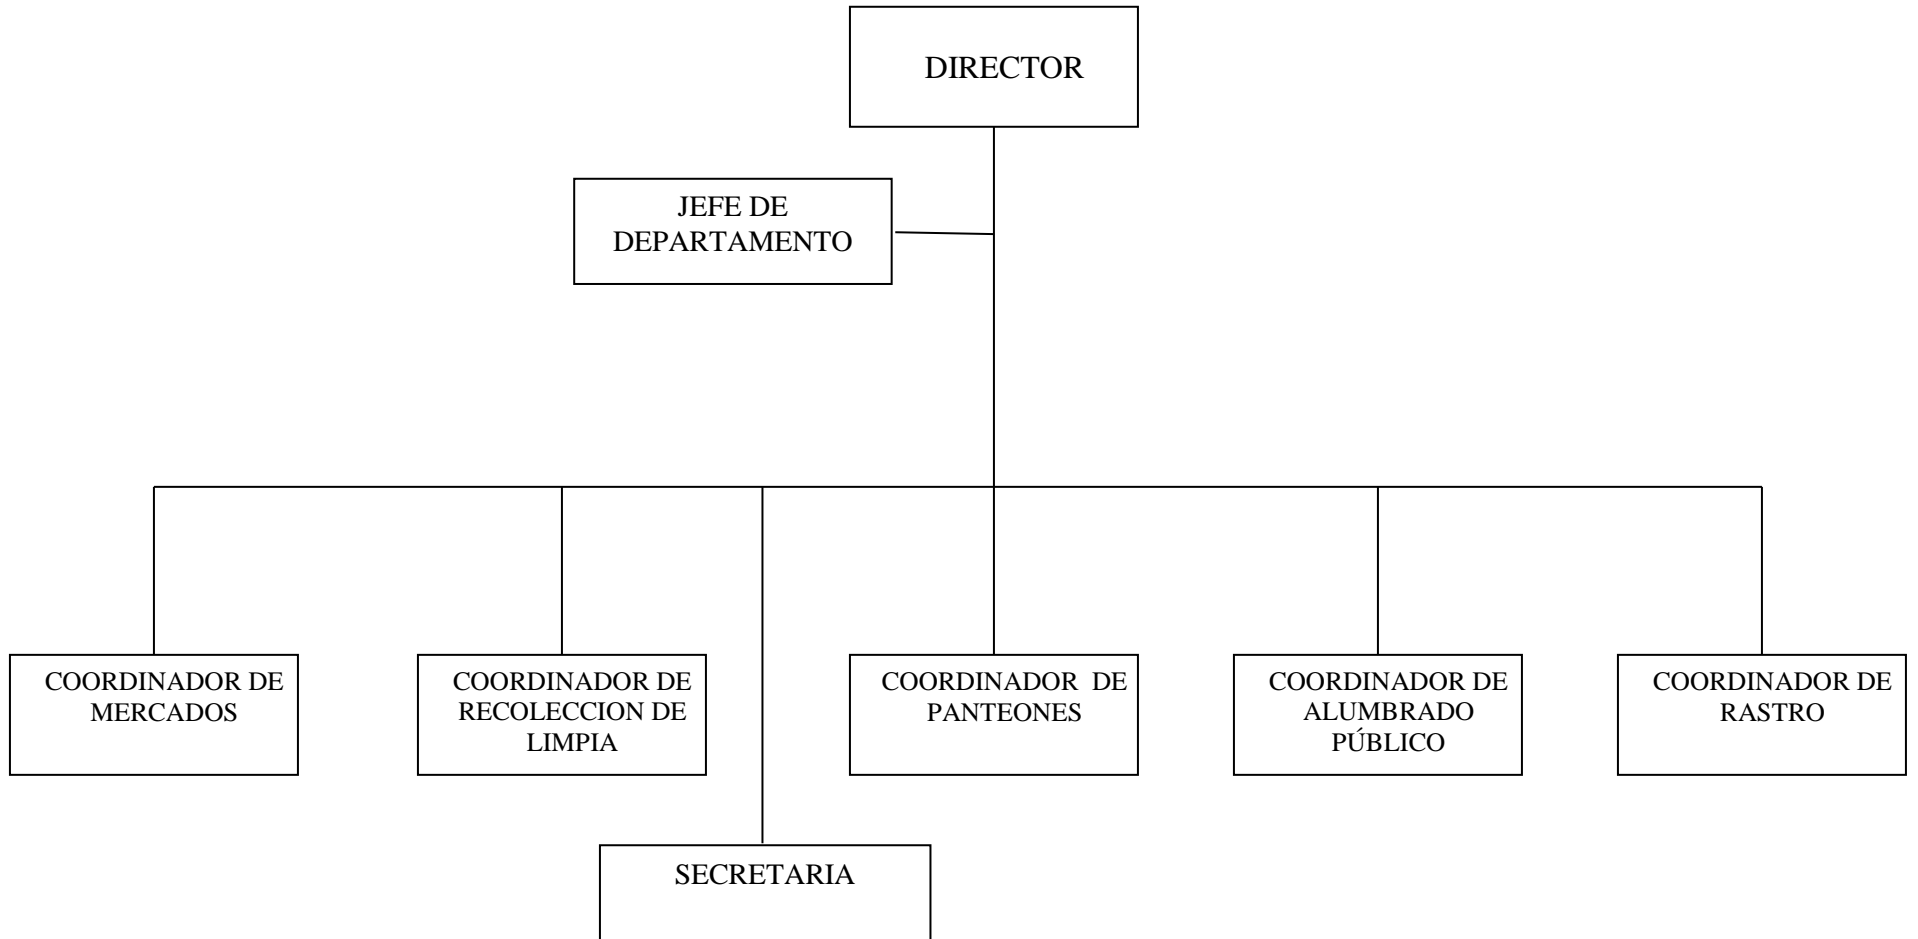 DIRECTOR
JEFE DE
DEPARTAMENTO
COORDINADOR DE
MERCADOS
COORDINADOR DE
RECOLECCION DE
LIMPIA
COORDINADOR DE
PANTEONES
COORDINADOR DE
ALUMBRADO
PÚBLICO
COORDINADOR DE
RASTRO
SECRETARIA